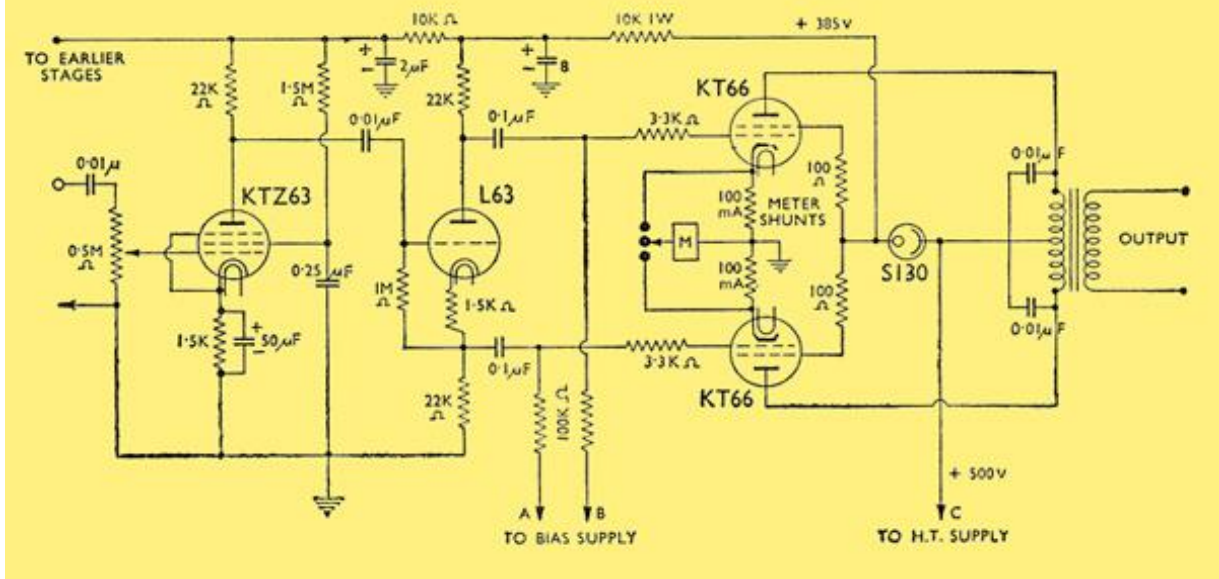 10K Ω
10K 1W
+ 385V
TO EARLIER
STAGES
+
-
2µF
+
-
8
22K
Ω
1·5M
Ω
22K
KT66
0·01µF
0·1µF
3·3K Ω
0·01µ
KTZ63
L63
100
mA
METER
SHUNTS
100
Ω
0·01µF
0·5M
Ω
0·25µF
1M
Ω
1·5K Ω
M
100
mA
100
Ω
S130
OUTPUT
0·01µF
1·5K
+
-
50µF
0·1µF
3·3K Ω
22K
Ω
100K Ω
KT66
+ 500V
A
B
C
TO BIAS SUPPLY
TO H.T. SUPPLY